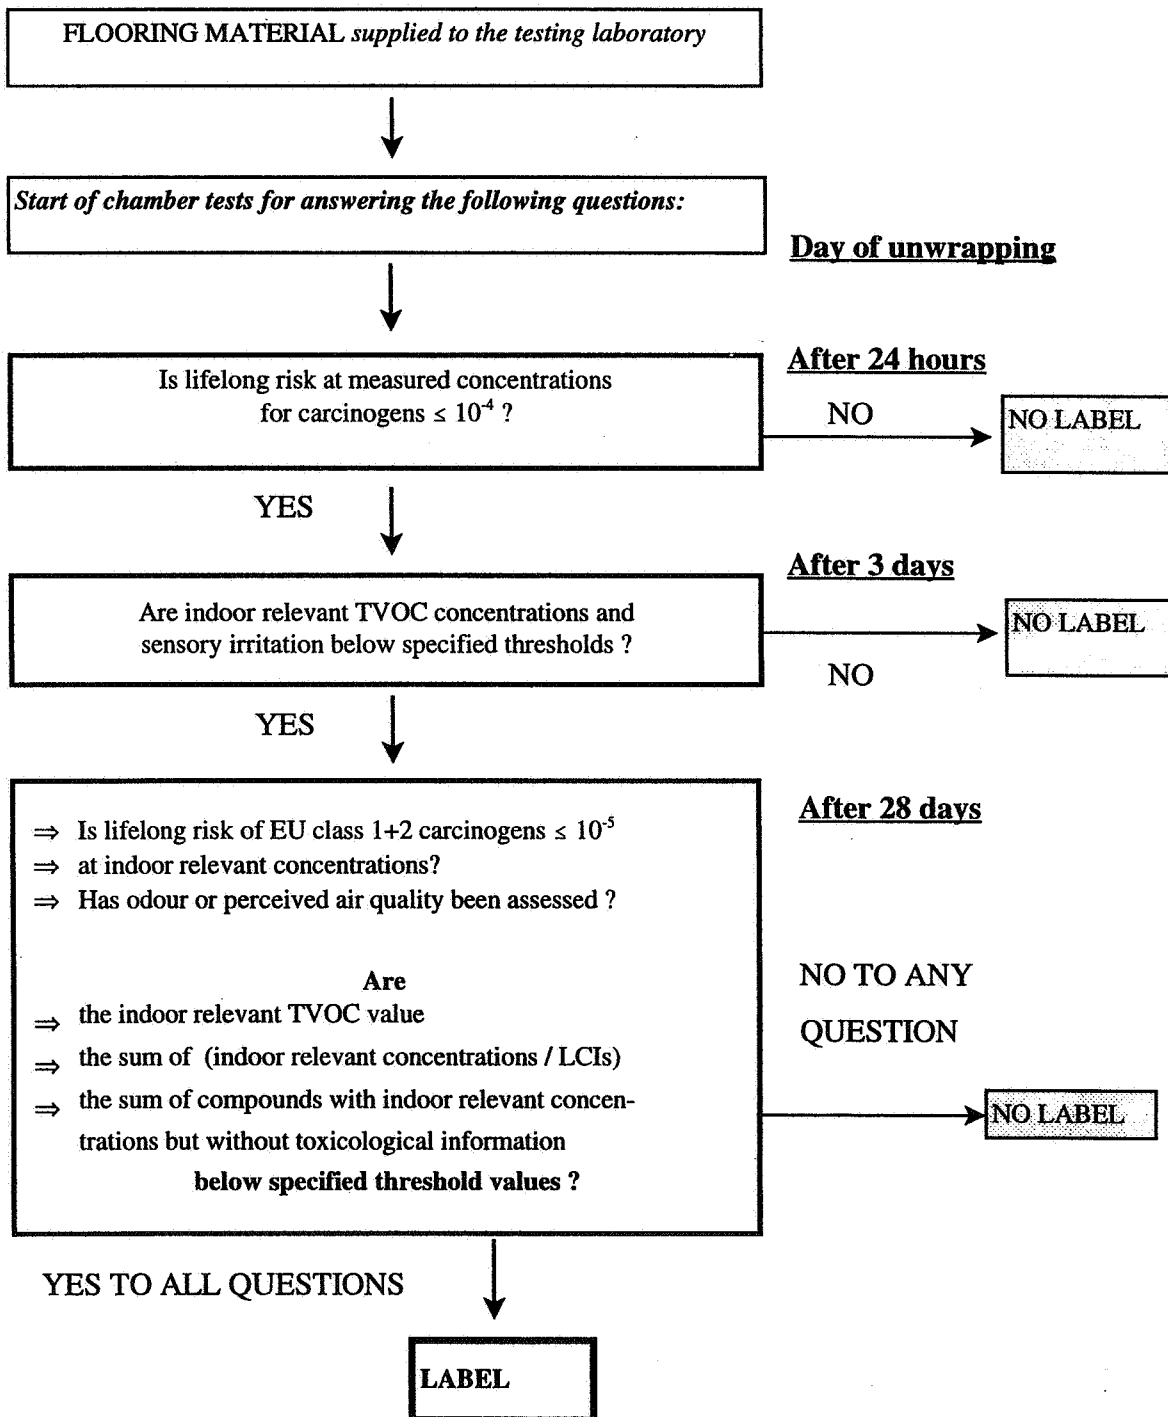 FLOORING MATERIAL supplied to the testing laboratory
Start of chamber tests for answering the following questions:
Day of unwrapping
After 24 hours
Is lifelong risk at measured concentrations
for carcinogens ≤ 10⁻⁴ ?
NO
NO LABEL
YES
After 3 days
Are indoor relevant TVOC concentrations and
sensory irritation below specified thresholds ?
NO LABEL
NO
YES
After 28 days
⇒ Is lifelong risk of EU class 1+2 carcinogens ≤ 10⁻⁵
⇒ at indoor relevant concentrations?
⇒ Has odour or perceived air quality been assessed ?
Are
⇒ the indoor relevant TVOC value
⇒ the sum of (indoor relevant concentrations / LCIs)
⇒ the sum of compounds with indoor relevant concen-
trations but without toxicological information
below specified threshold values ?
NO TO ANY
QUESTION
NO LABEL
YES TO ALL QUESTIONS
LABEL